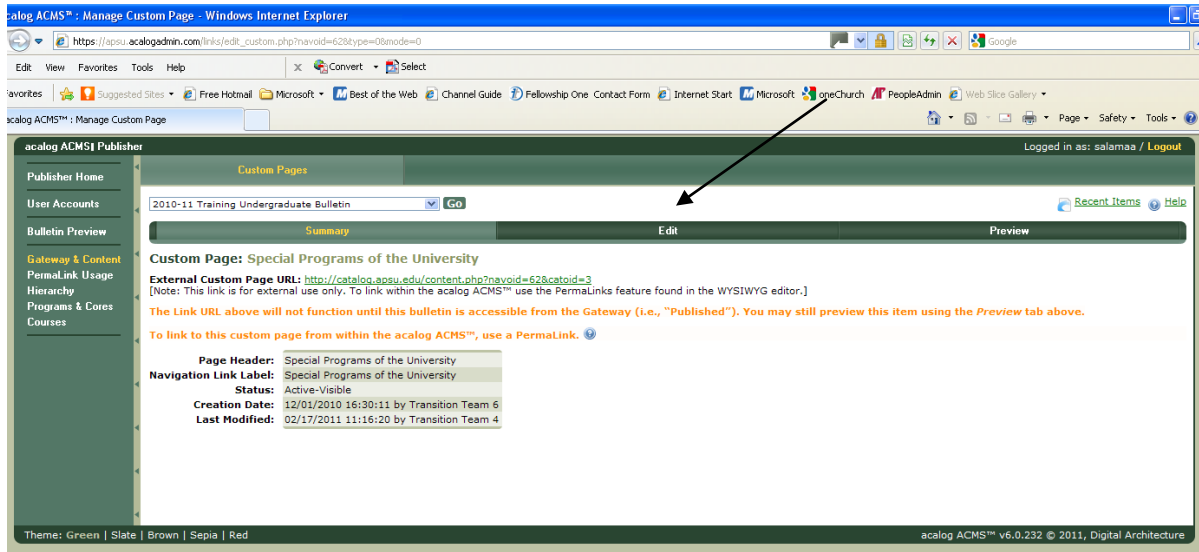 acalog ACMS™ : Manage Custom Page - Windows Internet Explorer
https://apsu.acalogadmin.com/links/edit_custom.php?navoid=62&type=0&mode=0
Google
Edit View Favorites Tools Help x Convert Select
Favorites Suggested Sites Free Hotmail Microsoft Best of the Web Channel Guide Fellowship One Contact Form Internet Start Microsoft oneChurch PeopleAdmin Web Slice Gallery
acalog ACMS™ : Manage Custom Page Page Safety Tools
acalog ACMS™ Publisher Logged in as: salamaa / Logout
Publisher Home
Custom Pages
User Accounts
2010-11 Training Undergraduate Bulletin Go Recent Items Help
Bulletin Preview
Summary Edit Preview
Gateway & Content
PermaLink Usage
Hierarchy
Programs & Cores
Courses
Custom Page: Special Programs of the University
External Custom Page URL: http://catalog.apsu.edu/content.php?navoid=62&catoid=3
[Note: This link is for external use only. To link within the acalog ACMS™ use the PermaLinks feature found in the WYSIWYG editor.]
The Link URL above will not function until this bulletin is accessible from the Gateway (i.e., "Published"). You may still preview this item using the Preview tab above.
To link to this custom page from within the acalog ACMS™, use a PermaLink.
Page Header: Special Programs of the University
Navigation Link Label: Special Programs of the University
Status: Active-Visible
Creation Date: 12/01/2010 16:30:11 by Transition Team 6
Last Modified: 02/17/2011 11:16:20 by Transition Team 4
Theme: Green | Slate | Brown | Sepia | Red acalog ACMS™ v6.0.232 © 2011, Digital Architecture